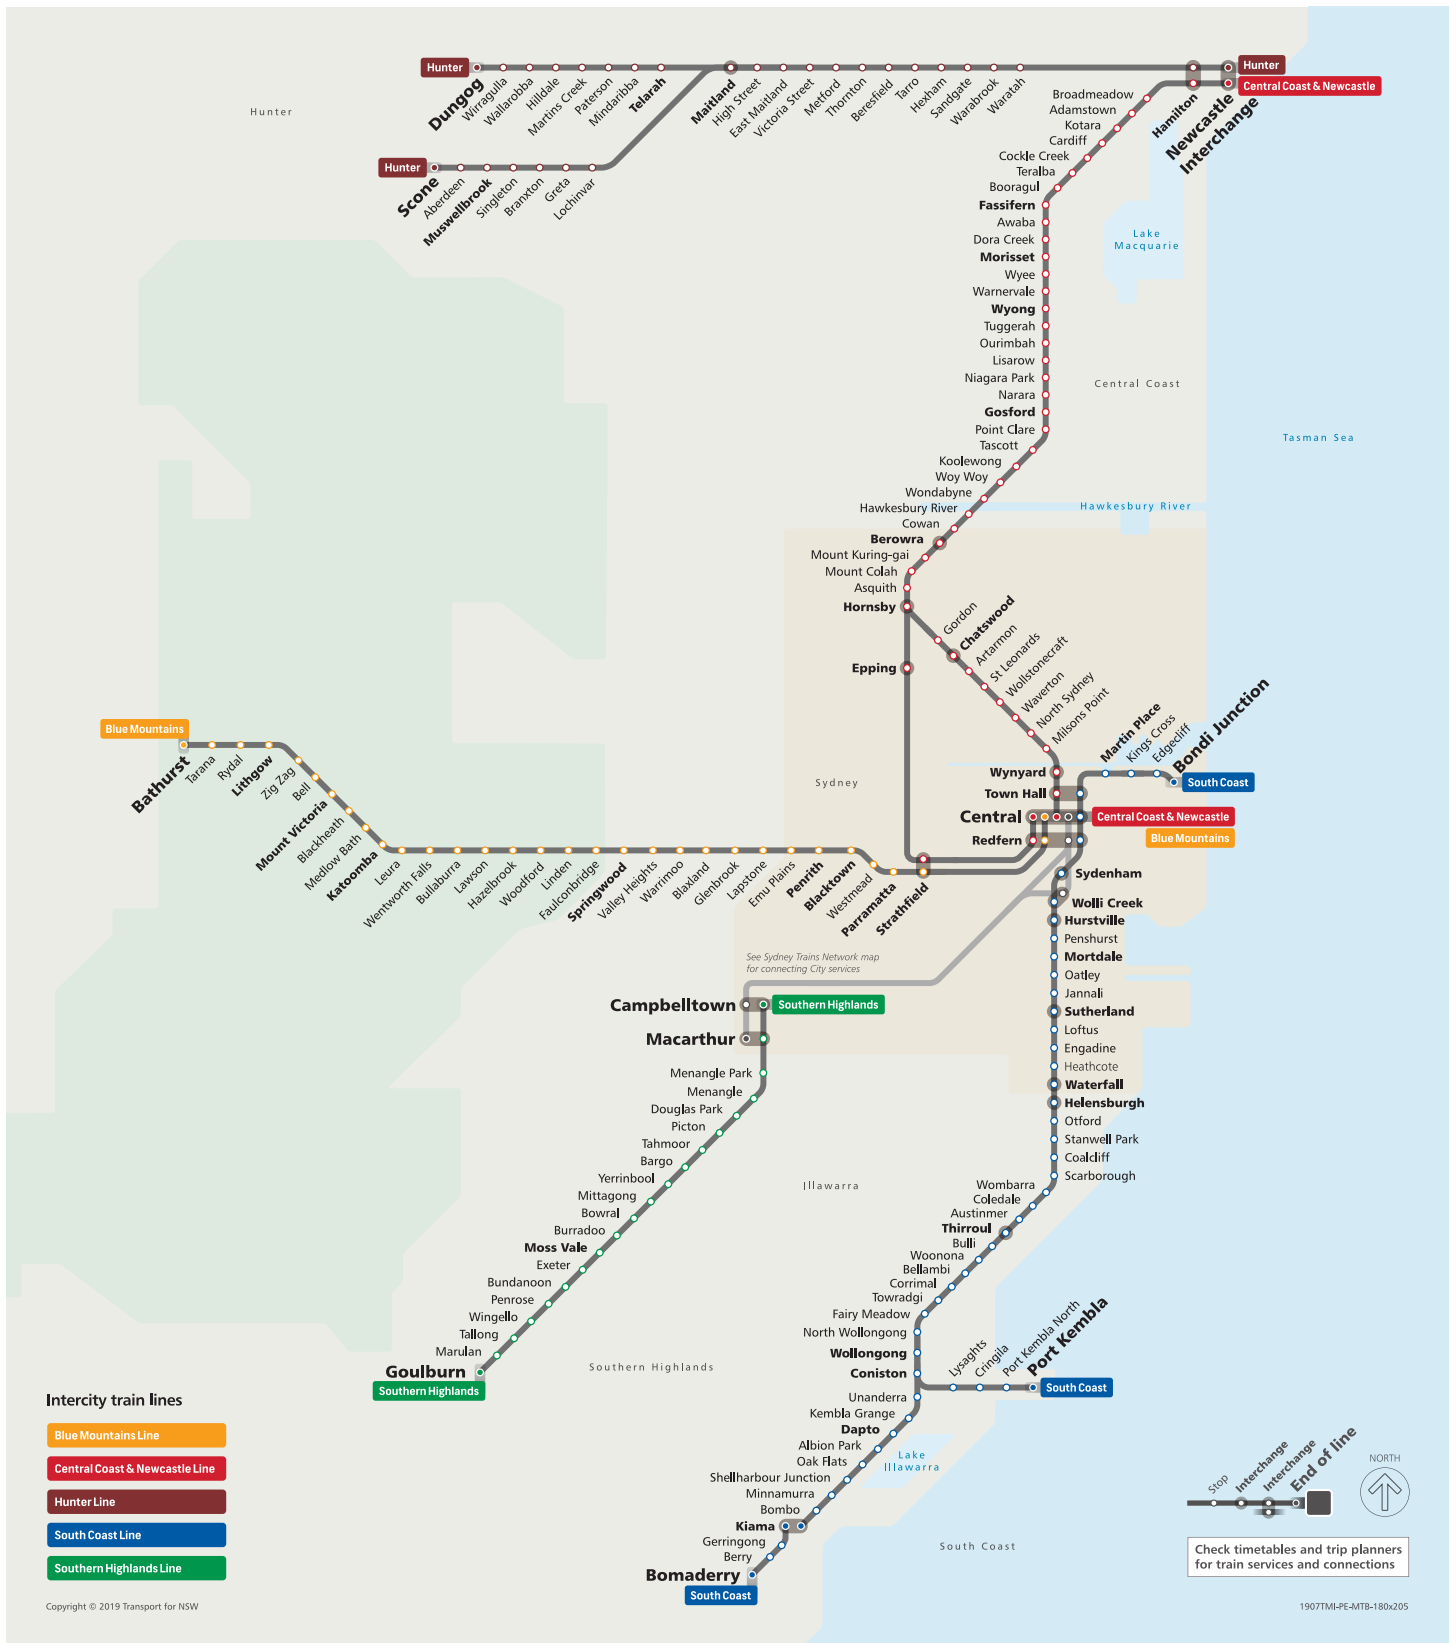 Hunter
Dungog
Wirragulla
Wallarobba
Hilldale
Martins Creek
Paterson
Mindaribba
Telarah
Maitland
High Street
East Maitland
Victoria Street
Metford
Thornton
Beresfield
Tarro
Hexham
Sandgate
Warabrook
Waratah
Hamilton
Newcastle
Interchange
Hunter
Central Coast & Newcastle
Hunter
Hunter
Scone
Aberdeen
Muswellbrook
Singleton
Branxton
Greta
Lochinvar
Broadmeadow
Adamstown
Kotara
Cardiff
Cockle Creek
Teralba
Booragul
Fassifern
Awaba
Dora Creek
Morisset
Wyee
Warnervale
Wyong
Tuggerah
Ourimbah
Lisarow
Niagara Park
Narara
Gosford
Point Clare
Tascott
Koolewong
Woy Woy
Wondabyne
Hawkesbury River
Cowan
Berowra
Mount Kuring-gai
Mount Colah
Asquith
Hornsby
Epping
Lake
Macquarie
Central Coast
Tasman Sea
Hawkesbury River
Gordon
Chatswood
Artarmon
St Leonards
Wollstonecraft
Waverton
North Sydney
Milsons Point
Wynyard
Town Hall
Central
Redfern
Martin Place
Kings Cross
Edgecliff
Bondi Junction
South Coast
Central Coast & Newcastle
Blue Mountains
Sydney
Blue Mountains
Bathurst
Tarana
Rydal
Lithgow
Zig Zag
Bell
Mount Victoria
Blackheath
Medlow Bath
Katoomba
Leura
Wentworth Falls
Bullaburra
Lawson
Hazelbrook
Woodford
Linden
Faulconbridge
Springwood
Valley Heights
Warrimoo
Blaxland
Glenbrook
Lapstone
Emu Plains
Penrith
Blacktown
Westmead
Parramatta
Strathfield
Sydenham
Wolli Creek
Hurstville
Penshurst
Mortdale
Oatley
Jannali
Sutherland
Loftus
Engadine
Heathcote
Waterfall
Helensburgh
Otford
Stanwell Park
Coalcliff
Scarborough
Wombarra
Coledale
Austinmer
Thirroul
Bulli
Woonona
Bellambi
Corrimal
Towradgi
Fairy Meadow
North Wollongong
Wollongong
Coniston
Lysaghts
Cringila
Port Kembla North
Port Kembla
South Coast
Unanderra
Kembla Grange
Dapto
Albion Park
Oak Flats
Shellharbour Junction
Minnamurra
Bombo
Kiama
Gerringong
Berry
Bomaderry
South Coast
Lake
Illawarra
South Coast
See Sydney Trains Network map
for connecting City services
Campbelltown
Southern Highlands
Macarthur
Menangle Park
Menangle
Douglas Park
Picton
Tahmoor
Bargo
Yerrinbool
Mittagong
Bowral
Burradoo
Moss Vale
Exeter
Bundanoon
Penrose
Wingello
Tallong
Marulan
Goulburn
Southern Highlands
Illawarra
Southern Highlands
Intercity train lines
Blue Mountains Line
Central Coast & Newcastle Line
Hunter Line
South Coast Line
Southern Highlands Line
Copyright © 2019 Transport for NSW
Stop
Interchange
Interchange
End of line
NORTH
Check timetables and trip planners
for train services and connections
1907TMI-PE-MTB-180x205